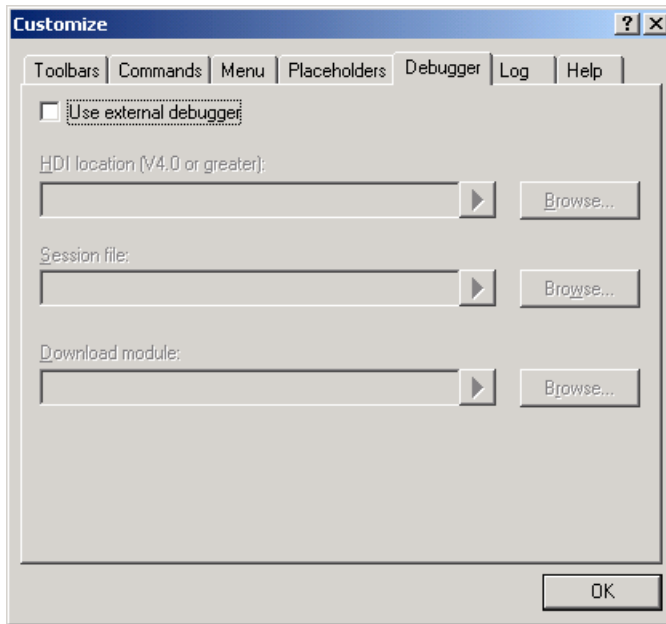 Customize
Toolbars Commands Menu Placeholders Debugger Log Help
Use external debugger
HDI location (V4.0 or greater):
Browse...
Session file:
Browse...
Download module:
Browse...
OK